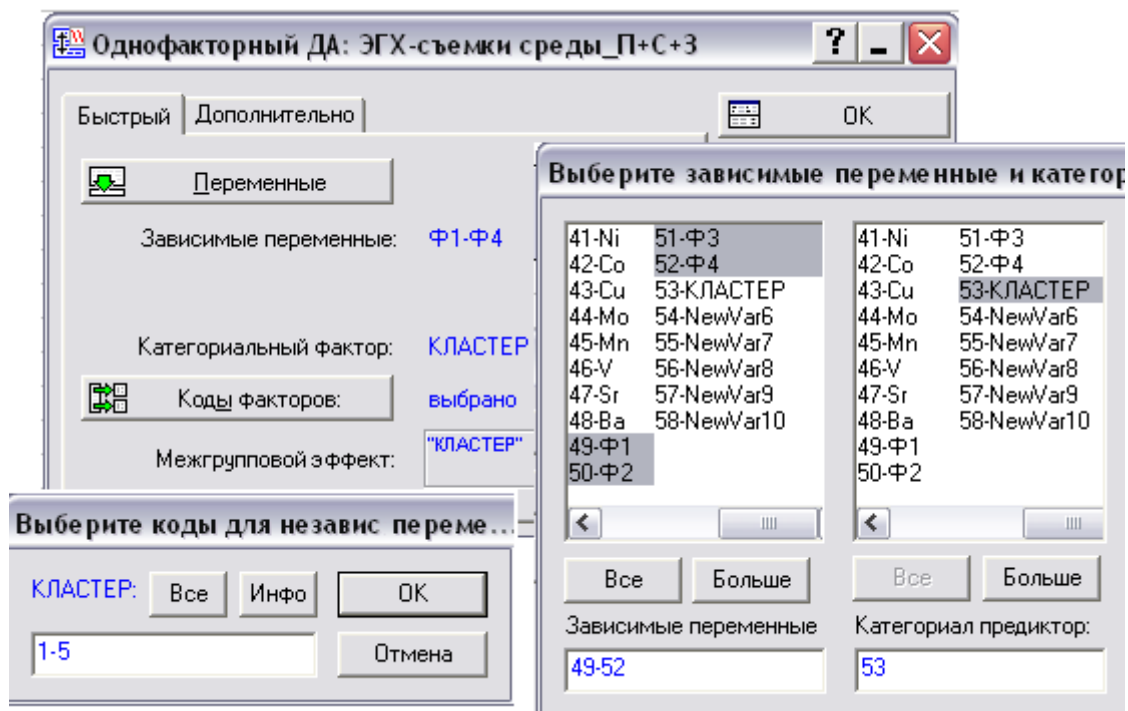 Однофакторный ДА: ЭГХ-съемки среды_П+С+З
Быстрый
Дополнительно
OK
Переменные
Зависимые переменные: Ф1-Ф4
Категориальный фактор: КЛАСТЕР
Коды факторов: выбрано
Межгрупповой эффект: "КЛАСТЕР"
Выберите зависимые переменные и категор
41-Ni 51-Ф3 41-Ni 51-Ф3
42-Co 52-Ф4 42-Co 52-Ф4
43-Cu 53-КЛАСТЕР 43-Cu 53-КЛАСТЕР
44-Mo 54-NewVar6 44-Mo 54-NewVar6
45-Mn 55-NewVar7 45-Mn 55-NewVar7
46-V 56-NewVar8 46-V 56-NewVar8
47-Sr 57-NewVar9 47-Sr 57-NewVar9
48-Ba 58-NewVar10 48-Ba 58-NewVar10
49-Ф1 49-Ф1
50-Ф2 50-Ф2
Все Больше Все Больше
Зависимые переменные Категориал предиктор:
49-52 53
Выберите коды для независ переме...
КЛАСТЕР: Все Инфо OK
1-5 Отмена